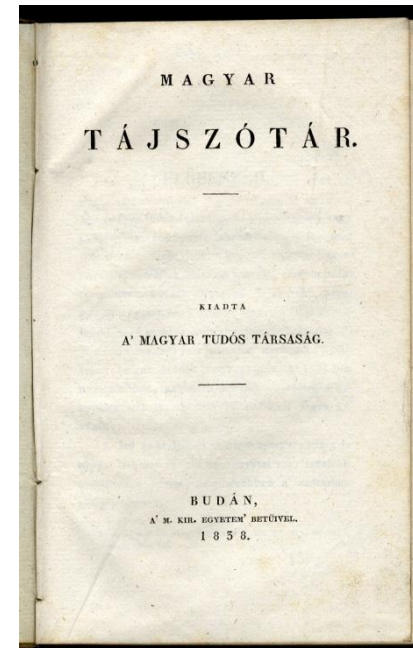 MAGYAR
TÁJSZÓTÁR.
KIADTA
A' MAGYAR TUDÓS TÁRSASÁG.
BUDÁN,
A' M. KIR. EGYETEM' BETŰIVEL.
1838.